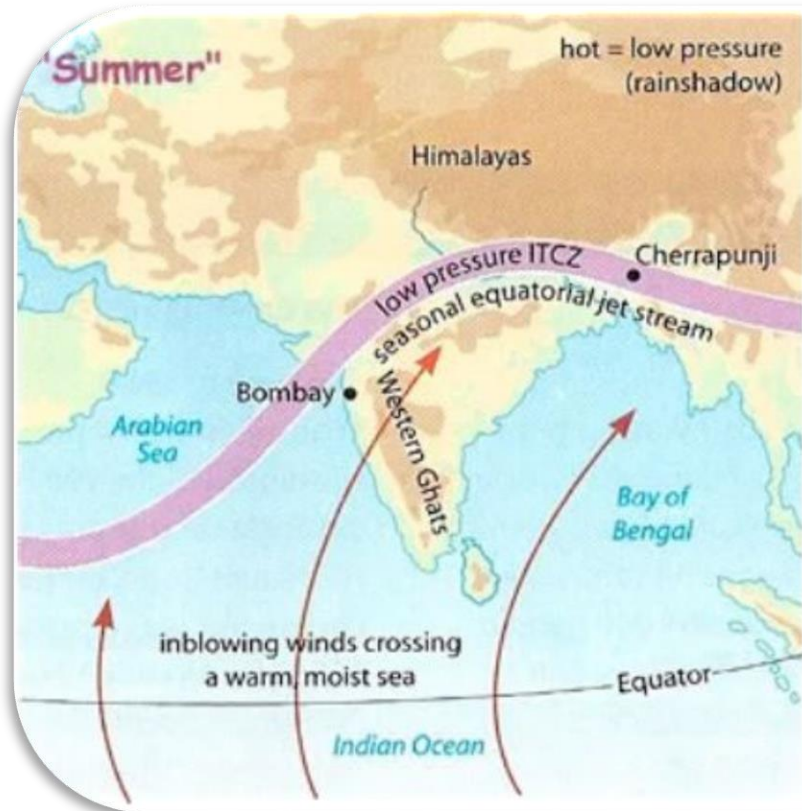 "Summer"
hot = low pressure
(rainshadow)
Himalayas
low pressure ITCZ
Cherrapunji
seasonal equatorial jet stream
Bombay
Western Ghats
Arabian
Sea
Bay of
Bengal
inblowing winds crossing
a warm, moist sea
Equator
Indian Ocean